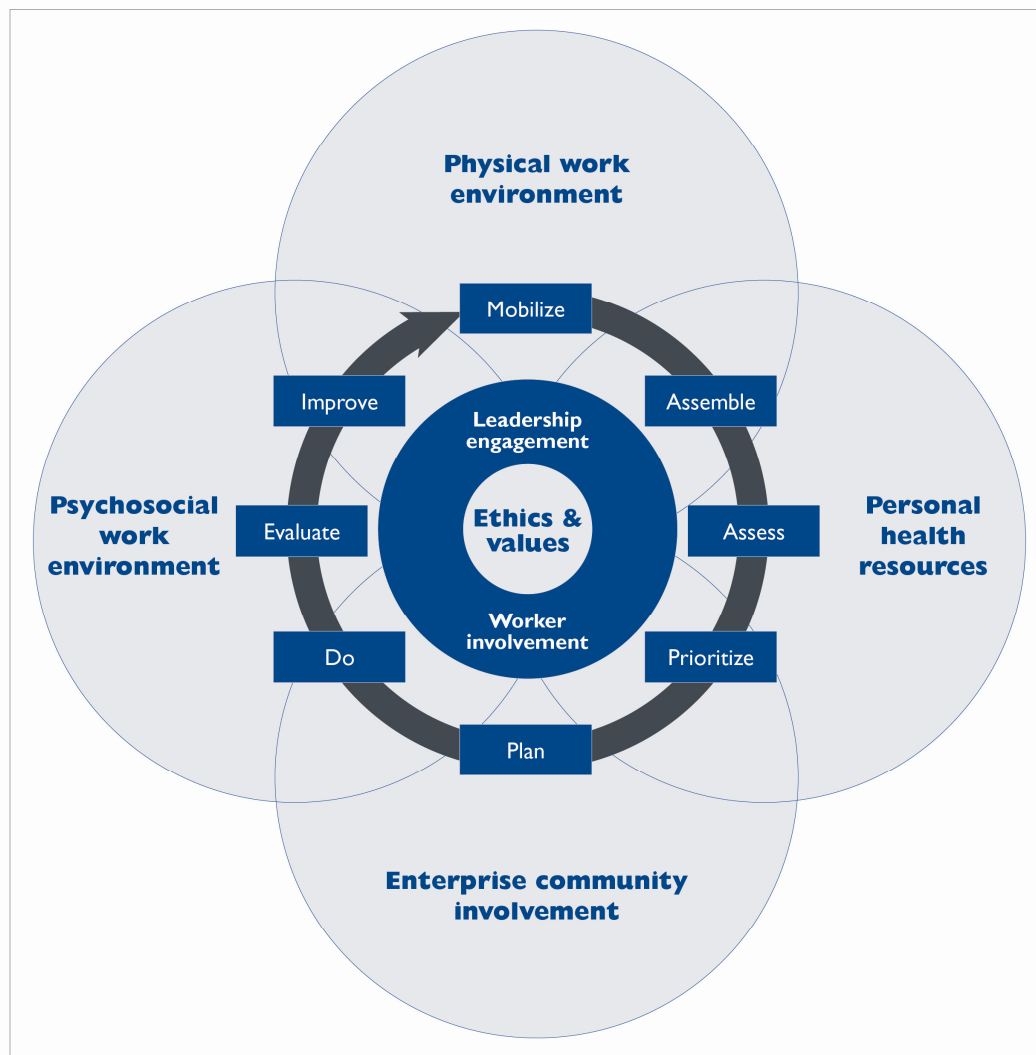 Physical work
environment
Mobilize
Improve
Assemble
Leadership
engagement
Psychosocial
work
environment
Evaluate
Ethics &
values
Assess
Personal
health
resources
Worker
involvement
Do
Prioritize
Plan
Enterprise community
involvement